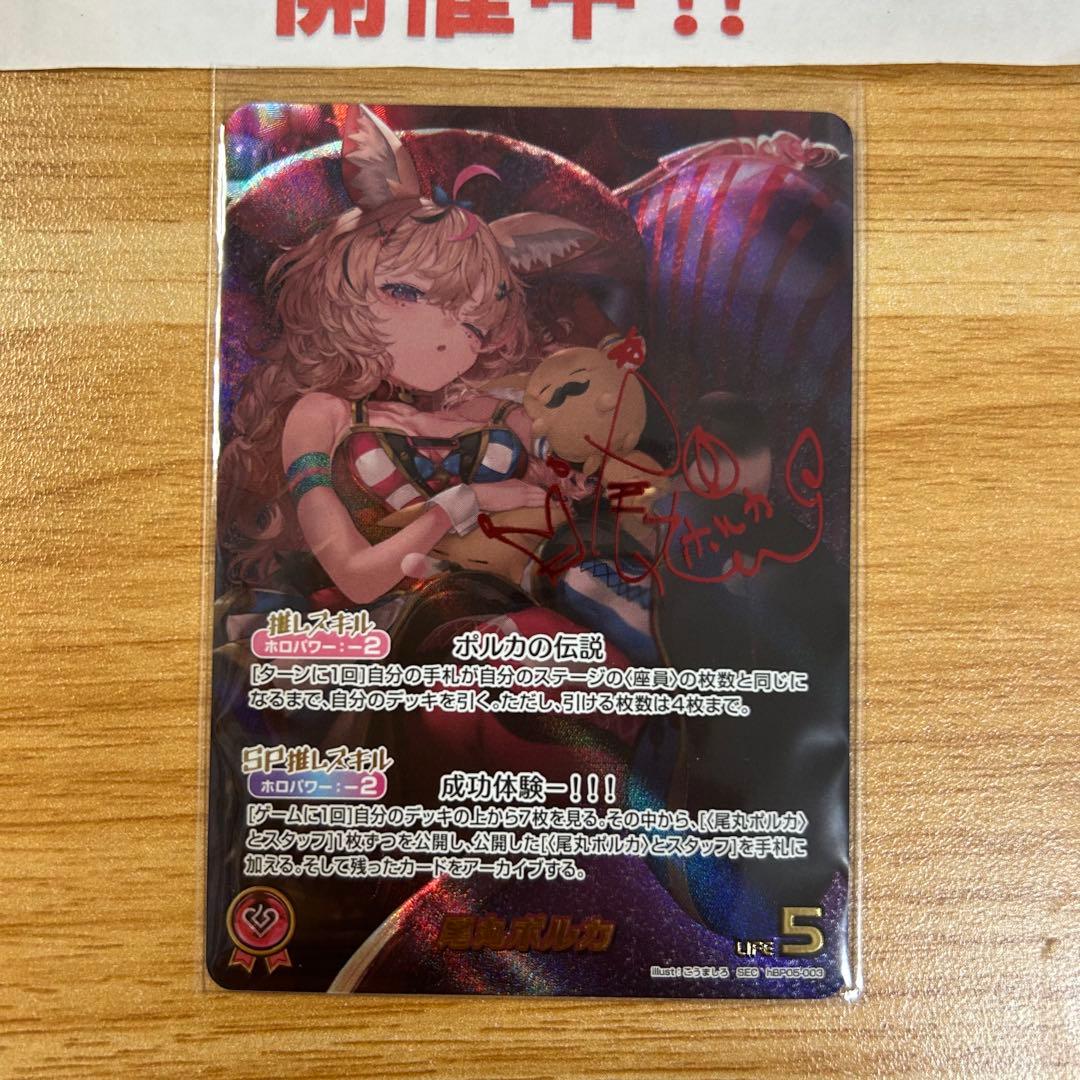 開催中!!
推しスキル
ホロパワー：－2
ポルカの伝説
[ターンに1回]自分の手札が自分のステージの〈座員〉の枚数と同じに
なるまで、自分のデッキを引く。ただし、引ける枚数は4枚まで。
SP推しスキル
ホロパワー：－2
成功体験ー！！！
[ゲームに1回]自分のデッキの上から7枚を見る。その中から、[〈尾丸ポルカ〉
とスタッフ]1枚ずつを公開し、公開した[〈尾丸ポルカ〉とスタッフ]を手札に
加える。そして残ったカードをアーカイブする。
尾丸ポルカ
LIFE 5
illust：こうましろ SEC hBP05-003